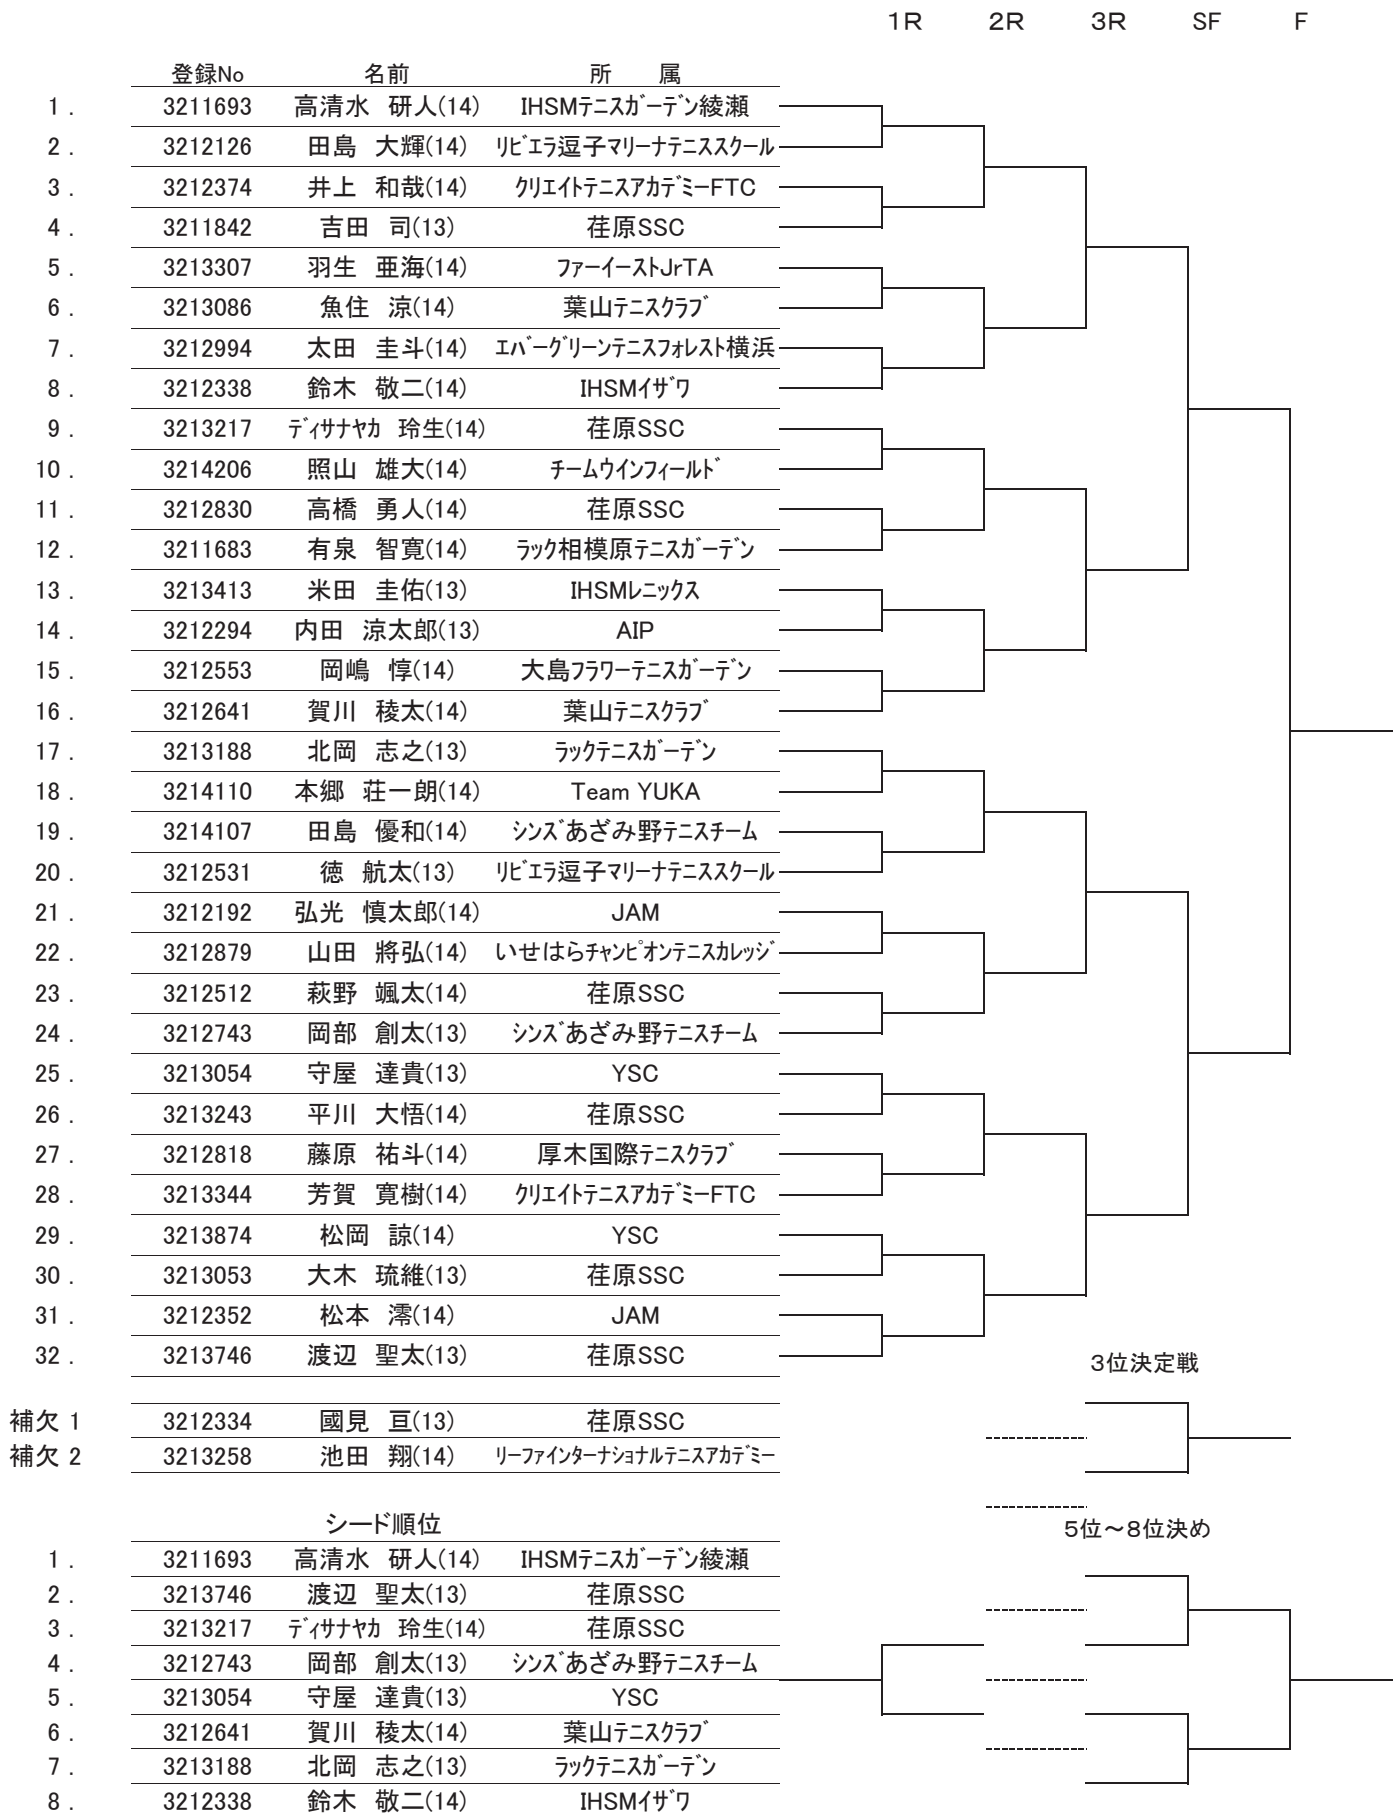 1R 2R 3R SF F
登録No 名前 所　属
1. 3211693 高清水 研人(14) IHSMﾃﾆｽｶﾞｰﾃﾞﾝ綾瀬
2. 3212126 田島 大輝(14) ﾘﾋﾞｴﾗ逗子ﾏﾘｰﾅﾃﾆｽｽｸｰﾙ
3. 3212374 井上 和哉(14) ｸﾘｴｲﾄﾃﾆｽｱｶﾃﾞﾐｰFTC
4. 3211842 吉田 司(13) 荏原SSC
5. 3213307 羽生 亜海(14) ﾌｧｰｲｰｽﾄJrTA
6. 3213086 魚住 涼(14) 葉山ﾃﾆｽｸﾗﾌﾞ
7. 3212994 太田 圭斗(14) ｴﾊﾞｰｸﾞﾘｰﾝﾃﾆｽﾌｫﾚｽﾄ横浜
8. 3212338 鈴木 敬二(14) IHSMｲｻﾞﾜ
9. 3213217 ﾃﾞｨｻﾅﾔｶ 玲生(14) 荏原SSC
10. 3214206 照山 雄大(14) ﾁｰﾑｳｲﾝﾌｨｰﾙﾄﾞ
11. 3212830 高橋 勇人(14) 荏原SSC
12. 3211683 有泉 智寛(14) ﾗｯｸ相模原ﾃﾆｽｶﾞｰﾃﾞﾝ
13. 3213413 米田 圭佑(13) IHSMﾚﾆｯｸｽ
14. 3212294 内田 涼太郎(13) AIP
15. 3212553 岡嶋 惇(14) 大島ﾌﾗﾜｰﾃﾆｽｶﾞｰﾃﾞﾝ
16. 3212641 賀川 稜太(14) 葉山ﾃﾆｽｸﾗﾌﾞ
17. 3213188 北岡 志之(13) ﾗｯｸﾃﾆｽｶﾞｰﾃﾞﾝ
18. 3214110 本郷 荘一朗(14) Team YUKA
19. 3214107 田島 優和(14) ｼﾝｽﾞあざみ野ﾃﾆｽﾁｰﾑ
20. 3212531 徳 航太(13) ﾘﾋﾞｴﾗ逗子ﾏﾘｰﾅﾃﾆｽｽｸｰﾙ
21. 3212192 弘光 慎太郎(14) JAM
22. 3212879 山田 將弘(14) いせはらﾁｬﾝﾋﾟｵﾝﾃﾆｽｶﾚｯｼﾞ
23. 3212512 萩野 颯太(14) 荏原SSC
24. 3212743 岡部 創太(13) ｼﾝｽﾞあざみ野ﾃﾆｽﾁｰﾑ
25. 3213054 守屋 達貴(13) YSC
26. 3213243 平川 大悟(14) 荏原SSC
27. 3212818 藤原 祐斗(14) 厚木国際ﾃﾆｽｸﾗﾌﾞ
28. 3213344 芳賀 寛樹(14) ｸﾘｴｲﾄﾃﾆｽｱｶﾃﾞﾐｰFTC
29. 3213874 松岡 諒(14) YSC
30. 3213053 大木 琉維(13) 荏原SSC
31. 3212352 松本 澪(14) JAM
32. 3213746 渡辺 聖太(13) 荏原SSC
3位決定戦
補欠 1 3212334 國見 亘(13) 荏原SSC
補欠 2 3213258 池田 翔(14) ﾘｰﾌｧｲﾝﾀｰﾅｼｮﾅﾙﾃﾆｽｱｶﾃﾞﾐｰ
シード順位
5位～8位決め
1. 3211693 高清水 研人(14) IHSMﾃﾆｽｶﾞｰﾃﾞﾝ綾瀬
2. 3213746 渡辺 聖太(13) 荏原SSC
3. 3213217 ﾃﾞｨｻﾅﾔｶ 玲生(14) 荏原SSC
4. 3212743 岡部 創太(13) ｼﾝｽﾞあざみ野ﾃﾆｽﾁｰﾑ
5. 3213054 守屋 達貴(13) YSC
6. 3212641 賀川 稜太(14) 葉山ﾃﾆｽｸﾗﾌﾞ
7. 3213188 北岡 志之(13) ﾗｯｸﾃﾆｽｶﾞｰﾃﾞﾝ
8. 3212338 鈴木 敬二(14) IHSMｲｻﾞﾜ